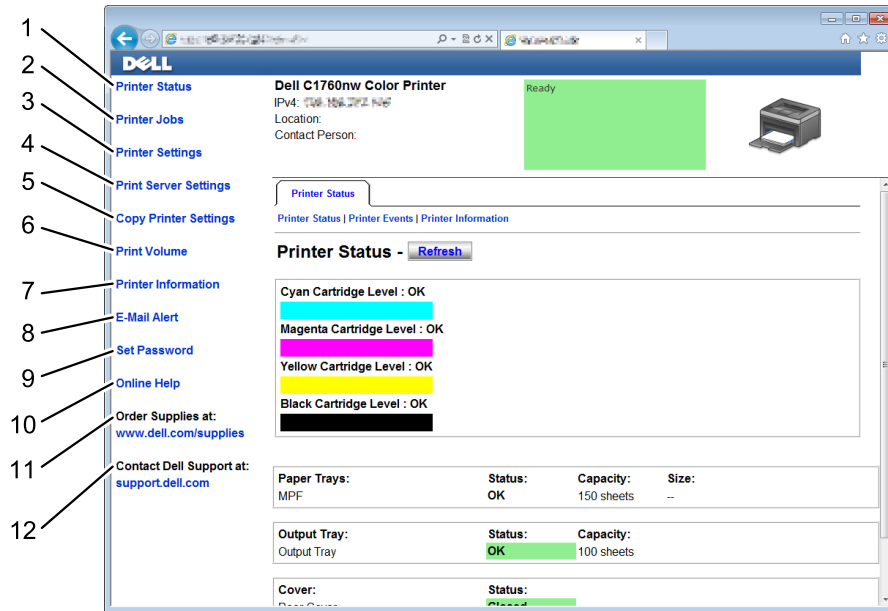 DELL
1
Printer Status
2
Printer Jobs
3
Printer Settings
4
Print Server Settings
5
Copy Printer Settings
6
Print Volume
7
Printer Information
8
E-Mail Alert
9
Set Password
10
Online Help
11
Order Supplies at:
www.dell.com/supplies
12
Contact Dell Support at:
support.dell.com
Dell C1760nw Color Printer
IPv4:
Location:
Contact Person:
Ready
Printer Status
Printer Status | Printer Events | Printer Information
Printer Status - Refresh
Cyan Cartridge Level : OK
Magenta Cartridge Level : OK
Yellow Cartridge Level : OK
Black Cartridge Level : OK
Paper Trays: Status: Capacity: Size:
MPF OK 150 sheets --
Output Tray: Status: Capacity:
Output Tray OK 100 sheets
Cover: Status:
Rear Cover Closed